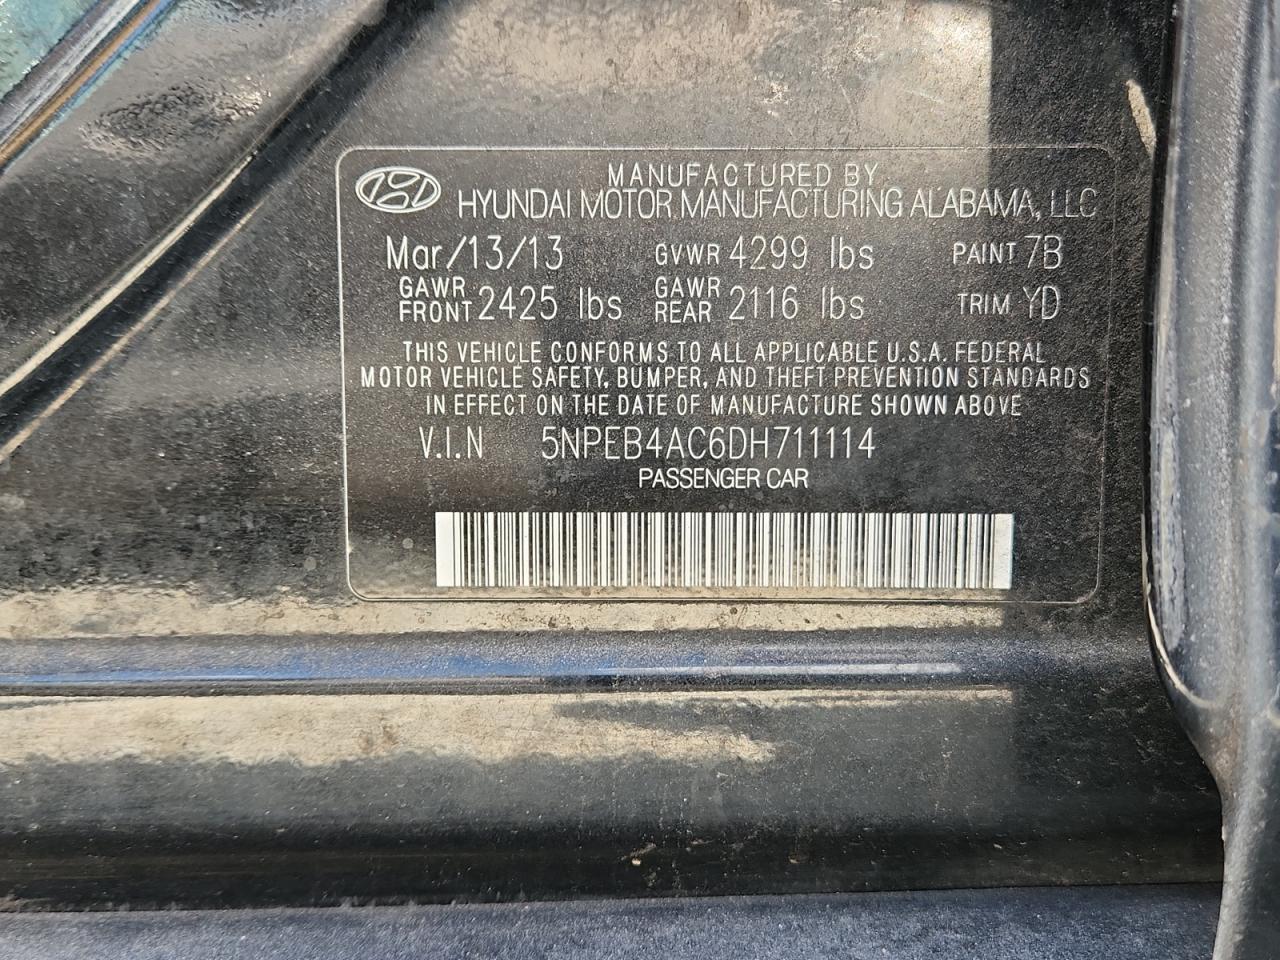 MANUFACTURED BY
HYUNDAI MOTOR MANUFACTURING ALABAMA, LLC
Mar/13/13 GVWR 4299 lbs PAINT 7B
GAWR FRONT 2425 lbs GAWR REAR 2116 lbs TRIM YD
THIS VEHICLE CONFORMS TO ALL APPLICABLE U.S.A. FEDERAL
MOTOR VEHICLE SAFETY, BUMPER, AND THEFT PREVENTION STANDARDS
IN EFFECT ON THE DATE OF MANUFACTURE SHOWN ABOVE
V.I.N 5NPEB4AC6DH711114
PASSENGER CAR